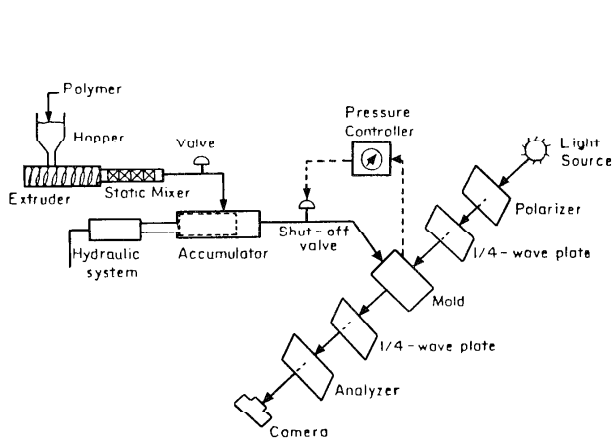 Polymer
Hopper
Extruder
Static Mixer
Valve
Pressure
Controller
Light
Source
Polarizer
1/4-wave plate
Hydraulic
system
Accumulator
Shut-off
valve
Mold
1/4-wave plate
Analyzer
Camera